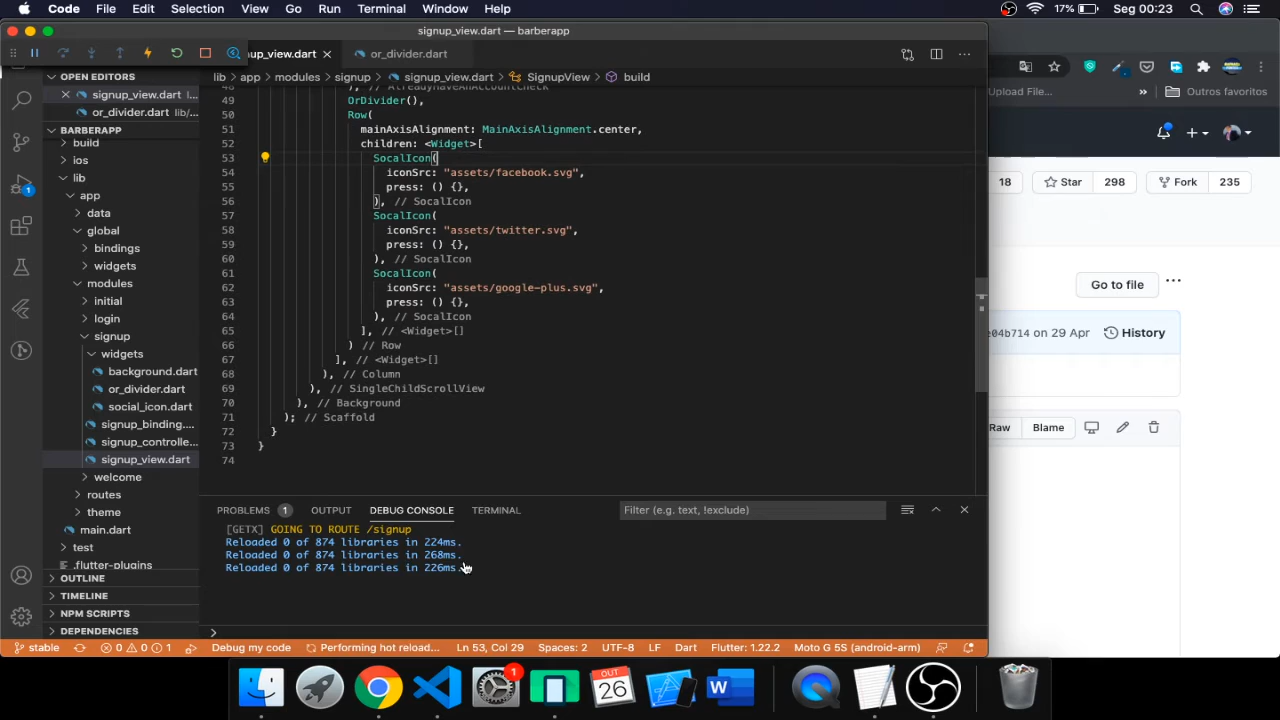 Code File Edit Selection View Go Run Terminal Window Help 17% Seg 00:23
signup_view.dart — barberapp
nup_view.dart or_divider.dart
lib app modules signup signup_view.dart SignupView build
OPEN EDITORS
signup_view.dart l...
or_divider.dart lib/
BARBERAPP
build
ios
lib
app
data
global
bindings
widgets
modules
initial
login
signup
widgets
background.dart
or_divider.dart
social_icon.dart
signup_binding....
signup_controlle...
signup_view.dart
welcome
routes
theme
main.dart
test
.flutter-plugins
OUTLINE
TIMELINE
NPM SCRIPTS
DEPENDENCIES
1
48 ), // AlreadyHaveAnAccountCheck
49 OrDivider(),
50 Row(
51 mainAxisAlignment: MainAxisAlignment.center,
52 children: <Widget>[
53 SocalIcon(
54 iconSrc: "assets/facebook.svg",
55 press: () {},
56 ), // SocalIcon
57 SocalIcon(
58 iconSrc: "assets/twitter.svg",
59 press: () {},
60 ), // SocalIcon
61 SocalIcon(
62 iconSrc: "assets/google-plus.svg",
63 press: () {},
64 ), // SocalIcon
65 ], // <Widget>[]
66 ) // Row
67 ], // <Widget>[]
68 ), // Column
69 ), // SingleChildScrollView
70 ), // Background
71 ); // Scaffold
72 }
73 }
74
PROBLEMS 1 OUTPUT DEBUG CONSOLE TERMINAL Filter (e.g. text, !exclude)
[GETX] GOING TO ROUTE /signup
Reloaded 0 of 874 libraries in 224ms.
Reloaded 0 of 874 libraries in 268ms.
Reloaded 0 of 874 libraries in 226ms.
stable 0 0 1 Debug my code Performing hot reload... Ln 53, Col 29 Spaces: 2 UTF-8 LF Dart Flutter: 1.22.2 Moto G 5S (android-arm)
Upload File... » Outros favoritos
18 Star 298 Fork 235
Go to file ...
e04b714 on 29 Apr History
Raw Blame
1
OUT
26
W